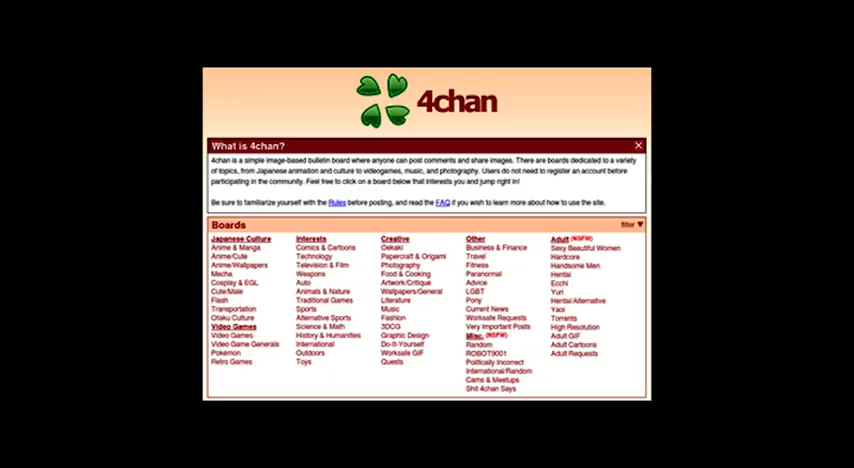 4chan
What is 4chan?
4chan is a simple image-based bulletin board where anyone can post comments and share images. There are boards dedicated to a variety
of topics, from Japanese animation and culture to videogames, music, and photography. Users do not need to register an account before
participating in the community. Feel free to click on a board below that interests you and jump right in!
Be sure to familiarize yourself with the Rules before posting, and read the FAQ if you wish to learn more about how to use the site.
Boards
filter ▼
Japanese Culture
Anime & Manga
Anime/Cute
Anime/Wallpapers
Mecha
Cosplay & EGL
Cute/Male
Flash
Transportation
Otaku Culture
Video Games
Video Games
Video Game Generals
Pokémon
Retro Games
Interests
Comics & Cartoons
Technology
Television & Film
Weapons
Auto
Animals & Nature
Traditional Games
Sports
Alternative Sports
Science & Math
History & Humanities
International
Outdoors
Toys
Creative
Oekaki
Papercraft & Origami
Photography
Food & Cooking
Artwork/Critique
Wallpapers/General
Literature
Music
Fashion
3DCG
Graphic Design
Do-It-Yourself
Worksafe GIF
Quests
Other
Business & Finance
Travel
Fitness
Paranormal
Advice
LGBT
Pony
Current News
Worksafe Requests
Very Important Posts
Misc. (NSFW)
Random
ROBOT9001
Politically Incorrect
International/Random
Cams & Meetups
Shit 4chan Says
Adult (NSFW)
Sexy Beautiful Women
Hardcore
Handsome Men
Hentai
Ecchi
Yuri
Hentai/Alternative
Yaoi
Torrents
High Resolution
Adult GIF
Adult Cartoons
Adult Requests